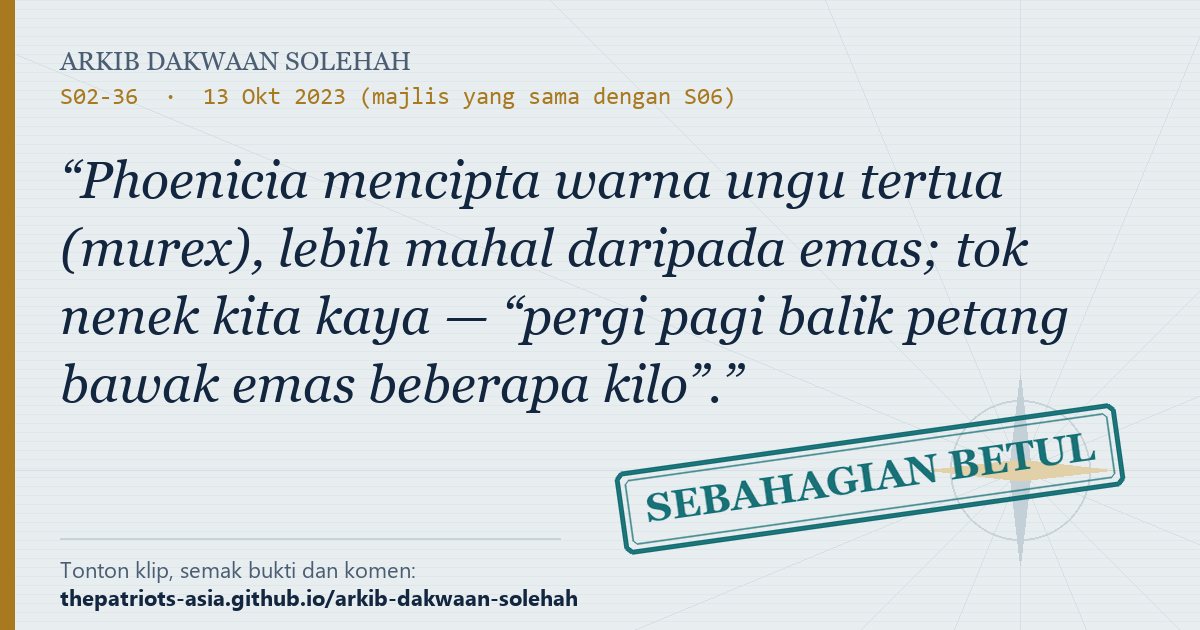 ARKIB DAKWAAN SOLEHAH
S02-36 · 13 Okt 2023 (majlis yang sama dengan S06)
“Phoenicia mencipta warna ungu tertua
(murex), lebih mahal daripada emas; tok
nenek kita kaya — “pergi pagi balik petang
bawak emas beberapa kilo”.”
SEBAHAGIAN BETUL
Tonton klip, semak bukti dan komen:
thepatriots-asia.github.io/arkib-dakwaan-solehah